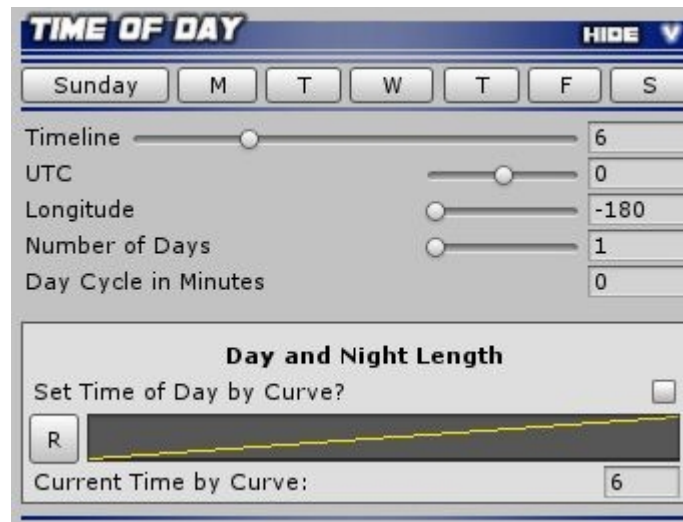 TIME OF DAY HIDE V
Sunday M T W T F S
Timeline 6
UTC 0
Longitude -180
Number of Days 1
Day Cycle in Minutes 0
Day and Night Length
Set Time of Day by Curve?
R
Current Time by Curve: 6